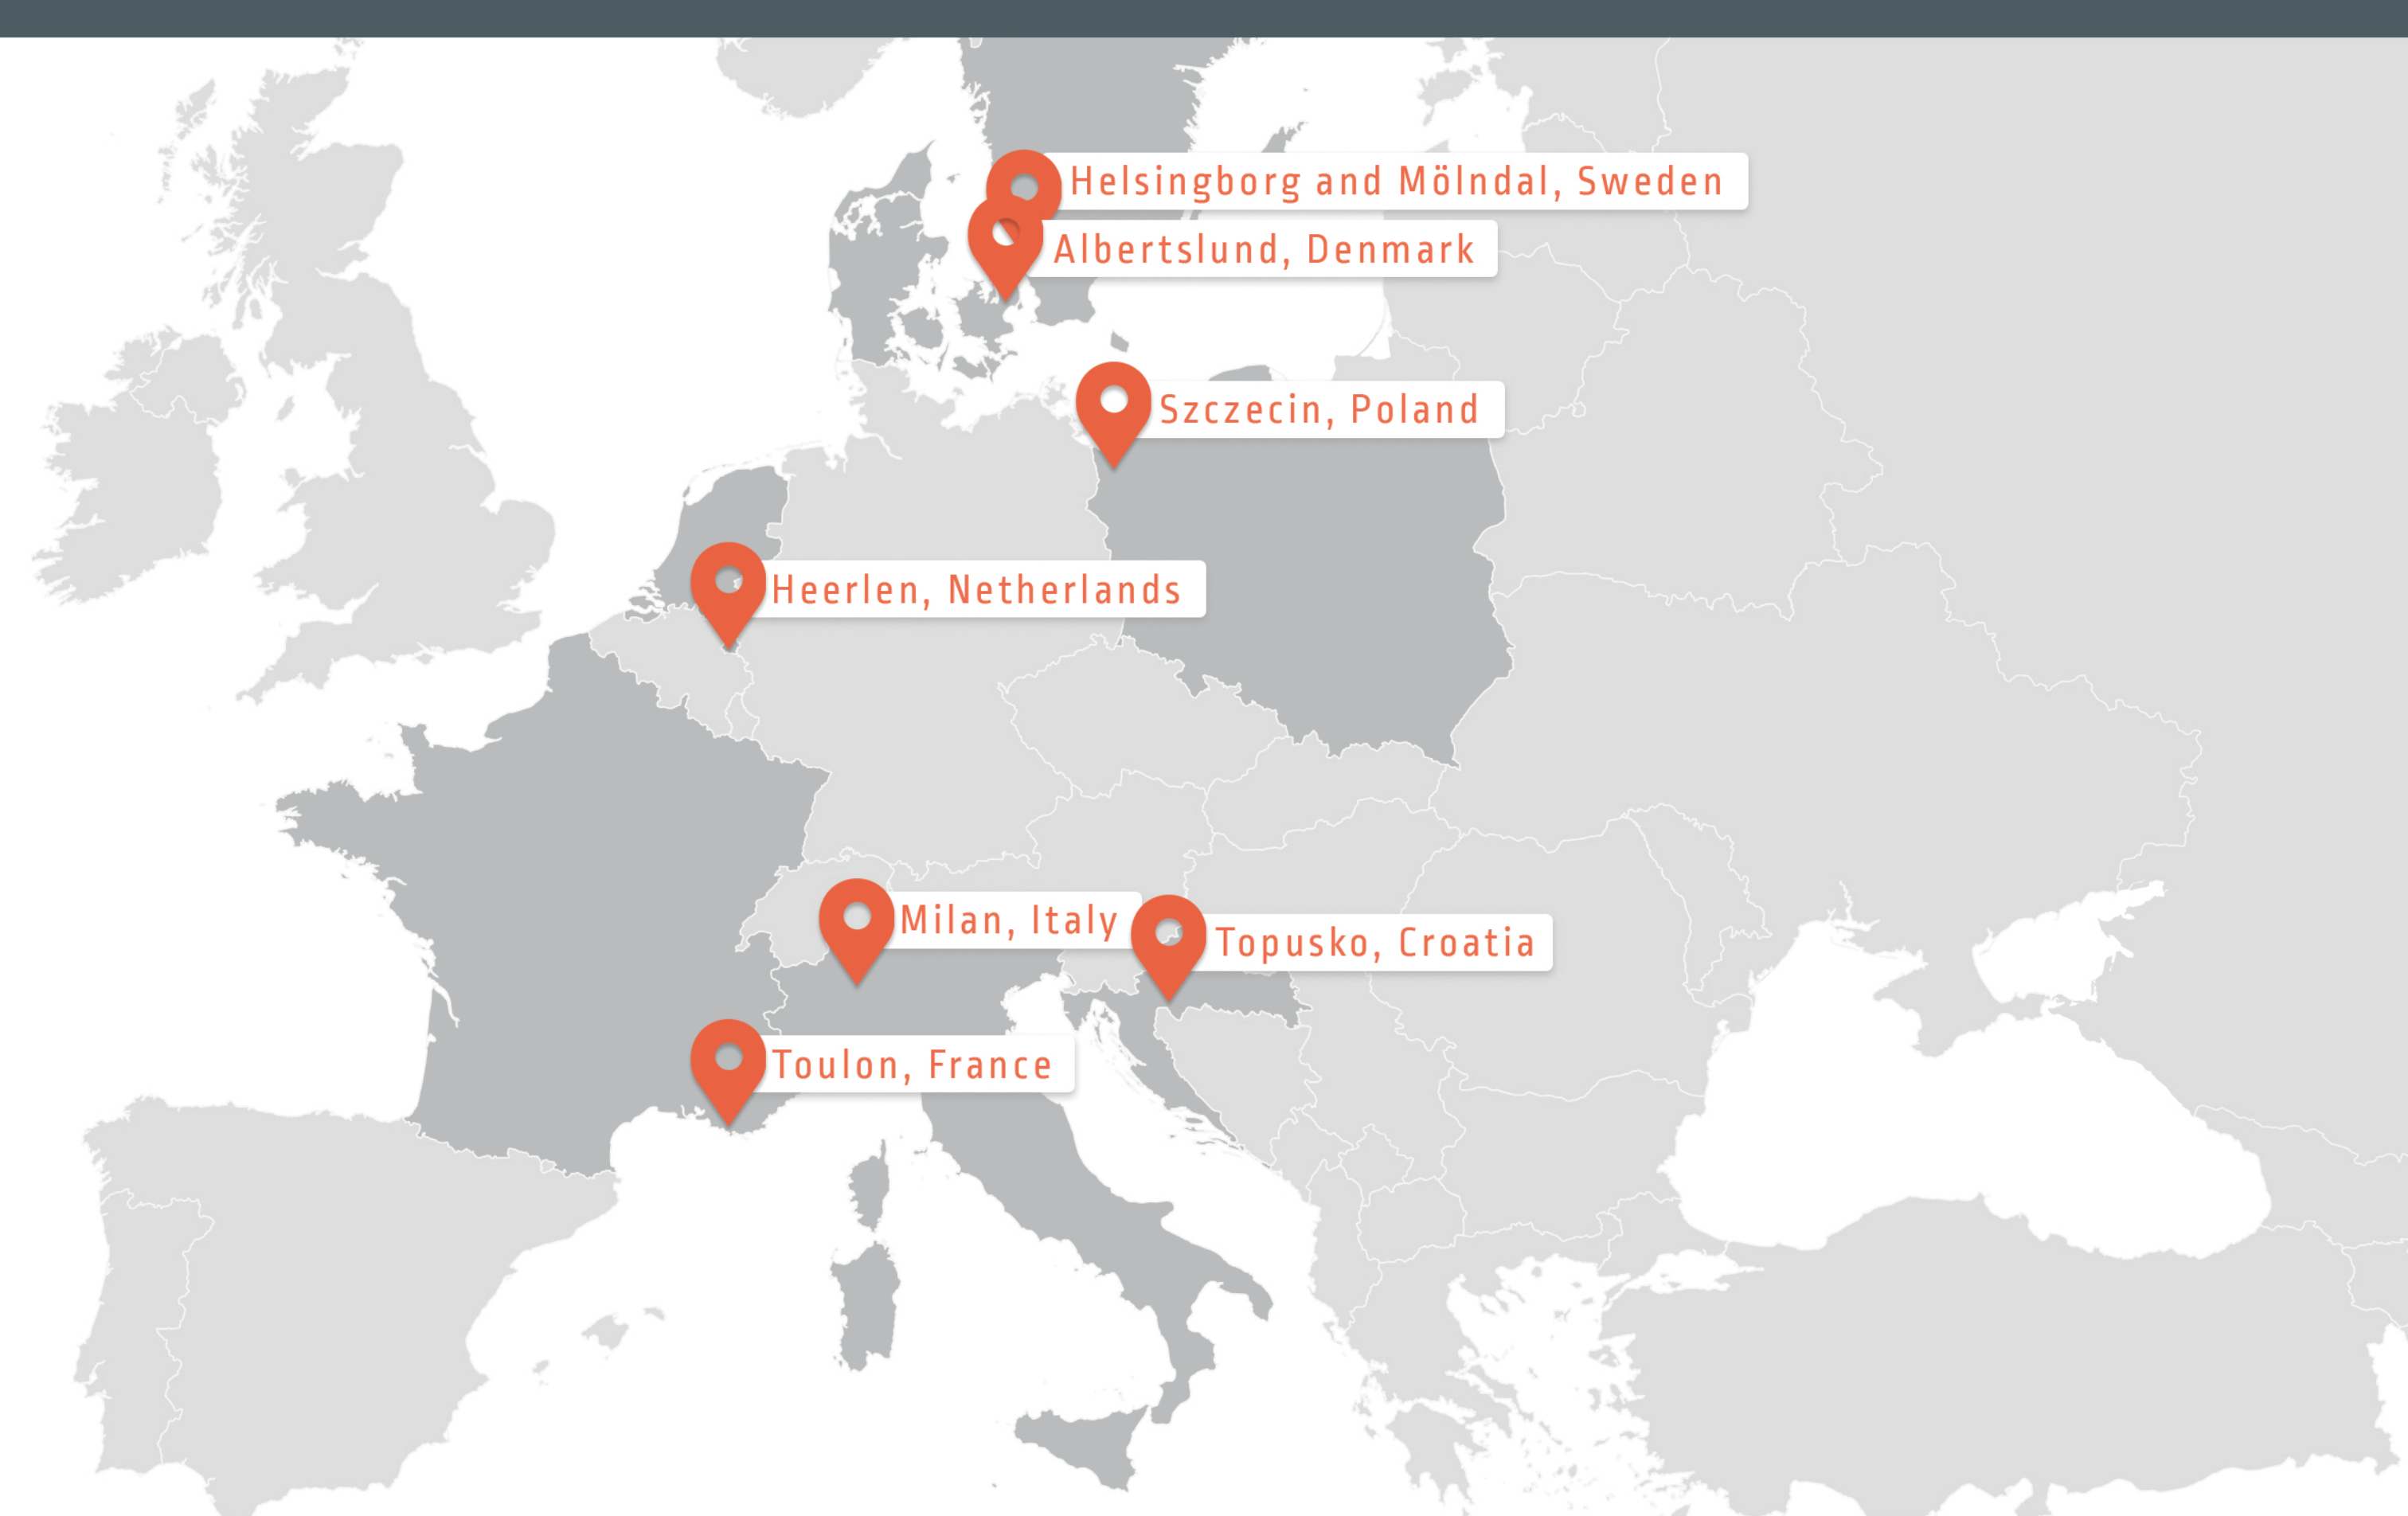 Helsingborg and Mölndal, Sweden
Albertslund, Denmark
Szczecin, Poland
Heerlen, Netherlands
Milan, Italy
Topusko, Croatia
Toulon, France